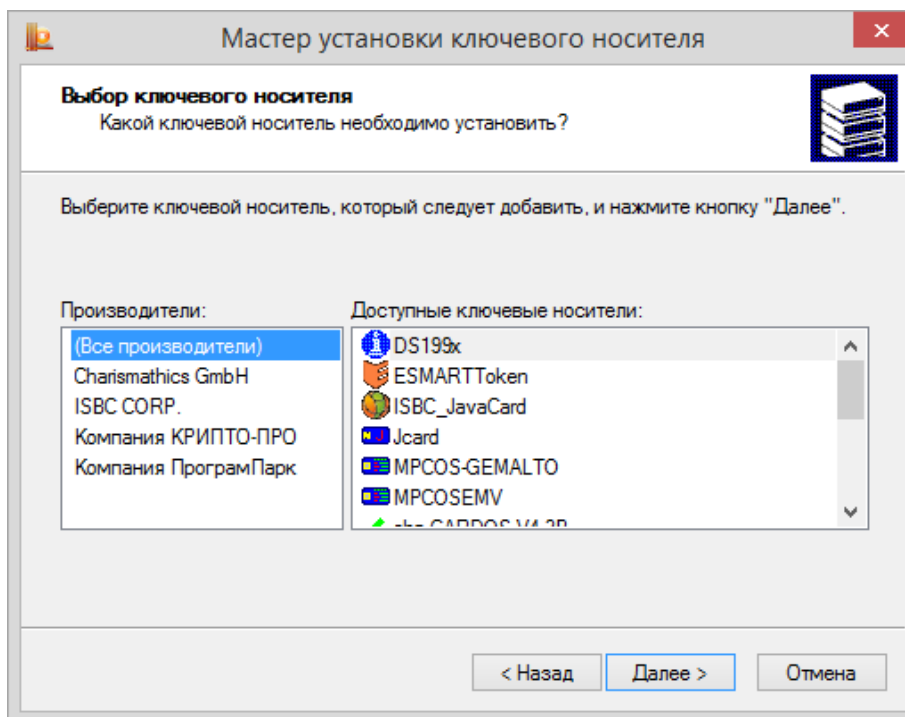 Мастер установки ключевого носителя
Выбор ключевого носителя
Какой ключевой носитель необходимо установить?
Выберите ключевой носитель, который следует добавить, и нажмите кнопку "Далее".
Производители:
(Все производители)
Charismathics GmbH
ISBC CORP.
Компания КРИПТО-ПРО
Компания ПрограмПарк
Доступные ключевые носители:
DS199x
ESMARTToken
ISBC_JavaCard
Jcard
MPCOS-GEMALTO
MPCOSEMV
< Назад
Далее >
Отмена